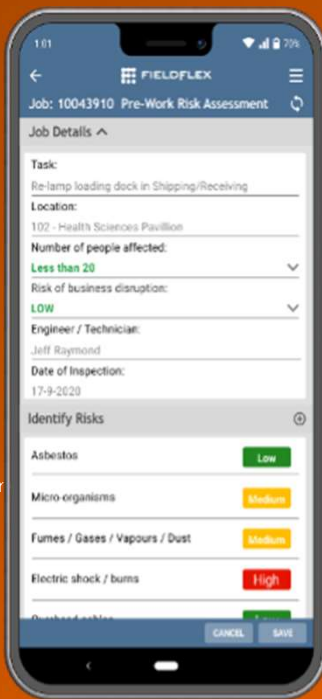 1:01
70%
FIELDFLEX
Job: 10043910 Pre-Work Risk Assessment
Job Details
Task:
Re-lamp loading dock in Shipping/Receiving
Location:
102 - Health Sciences Pavillion
Number of people affected:
Less than 20
Risk of business disruption:
LOW
Engineer / Technician:
Jeff Raymond
Date of Inspection:
17-9-2020
Identify Risks
Asbestos Low
Micro-organisms Medium
Fumes / Gases / Vapours / Dust Medium
Electric shock / burns High
CANCEL SAVE